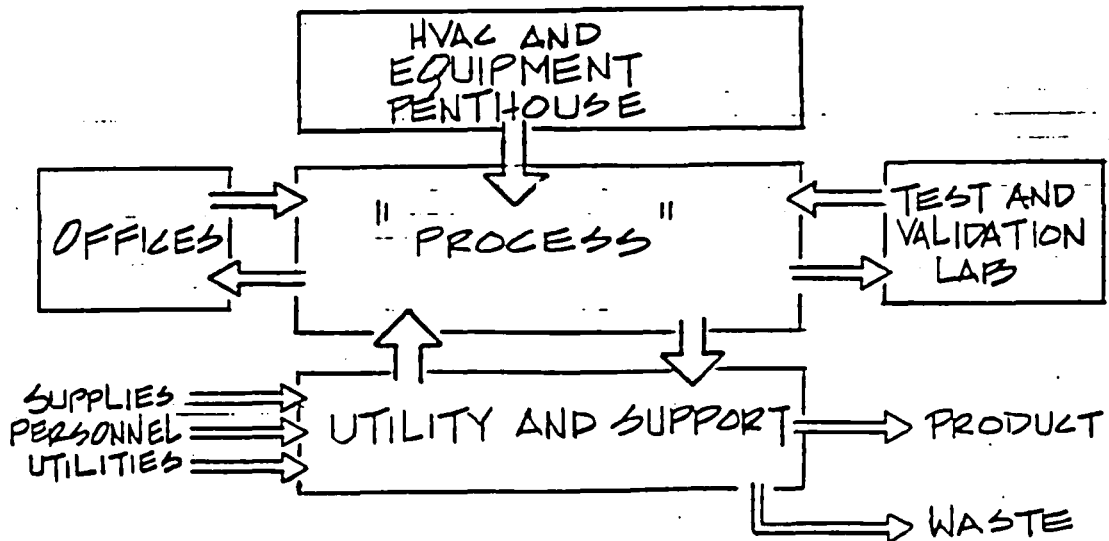 HVAC AND
EQUIPMENT
PENTHOUSE
OFFICES
" PROCESS "
TEST AND
VALIDATION
LAB
SUPPLIES
PERSONNEL
UTILITIES
UTILITY AND SUPPORT
PRODUCT
WASTE